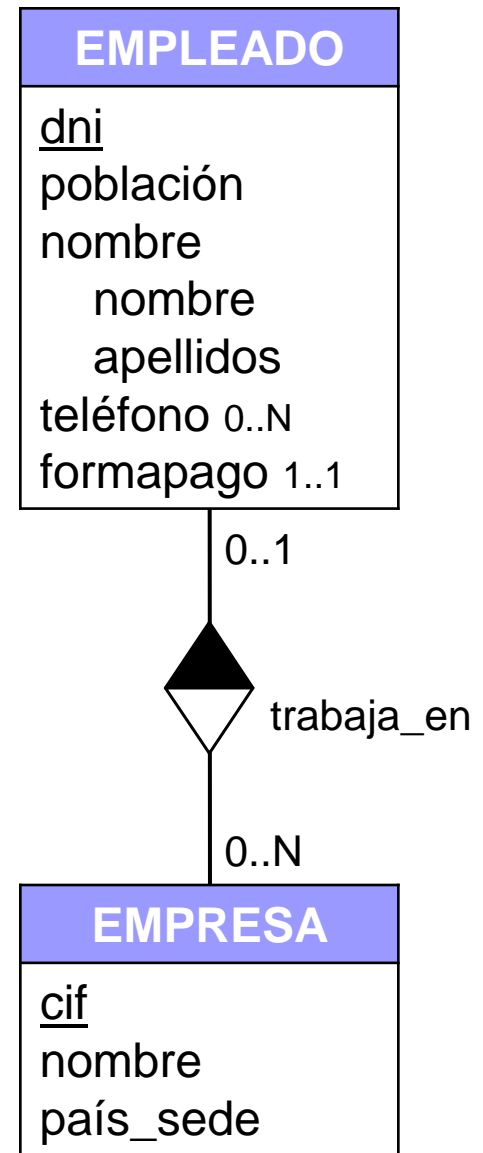 EMPLEADO
dni
población
nombre
nombre
apellidos
teléfono 0..N
formapago 1..1
0..1
trabaja_en
0..N
EMPRESA
cif
nombre
país_sede